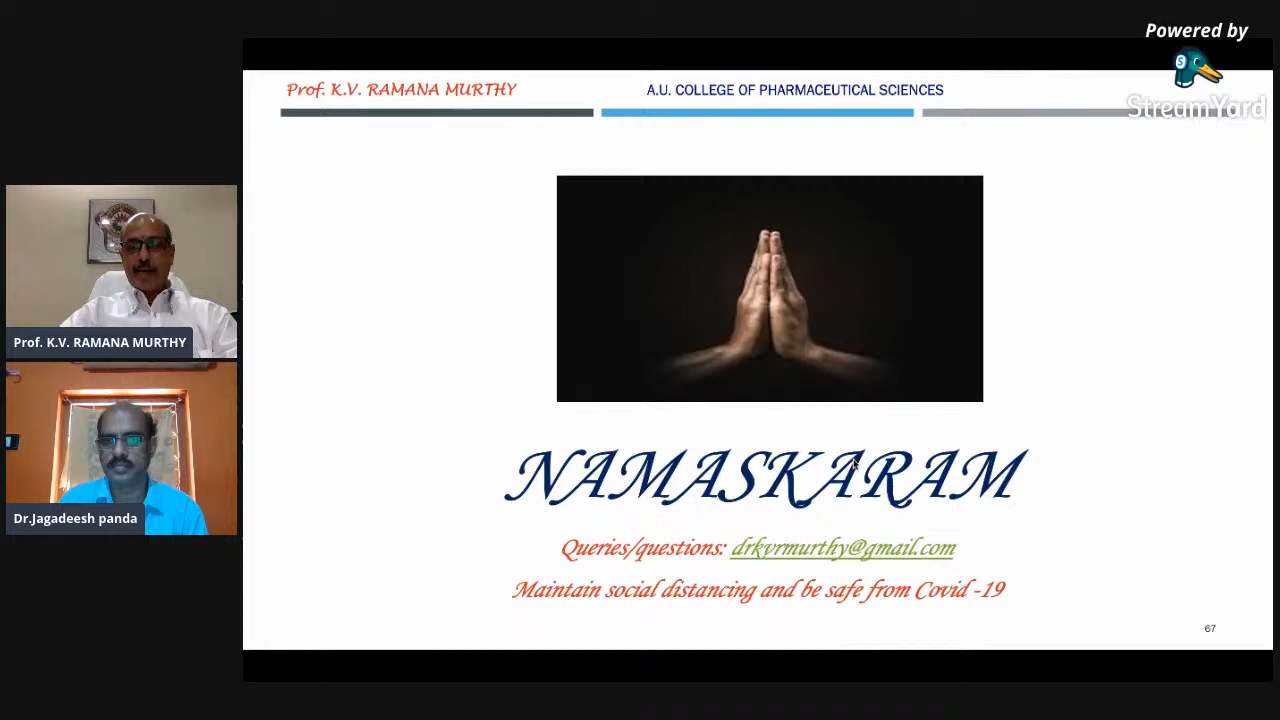 Powered by
StreamYard
Prof. K.V. RAMANA MURTHY
A.U. COLLEGE OF PHARMACEUTICAL SCIENCES
Prof. K.V. RAMANA MURTHY
Dr.Jagadeesh panda
NAMASKARAM
Queries/questions: drkvrmurthy@gmail.com
Maintain social distancing and be safe from Covid -19
67